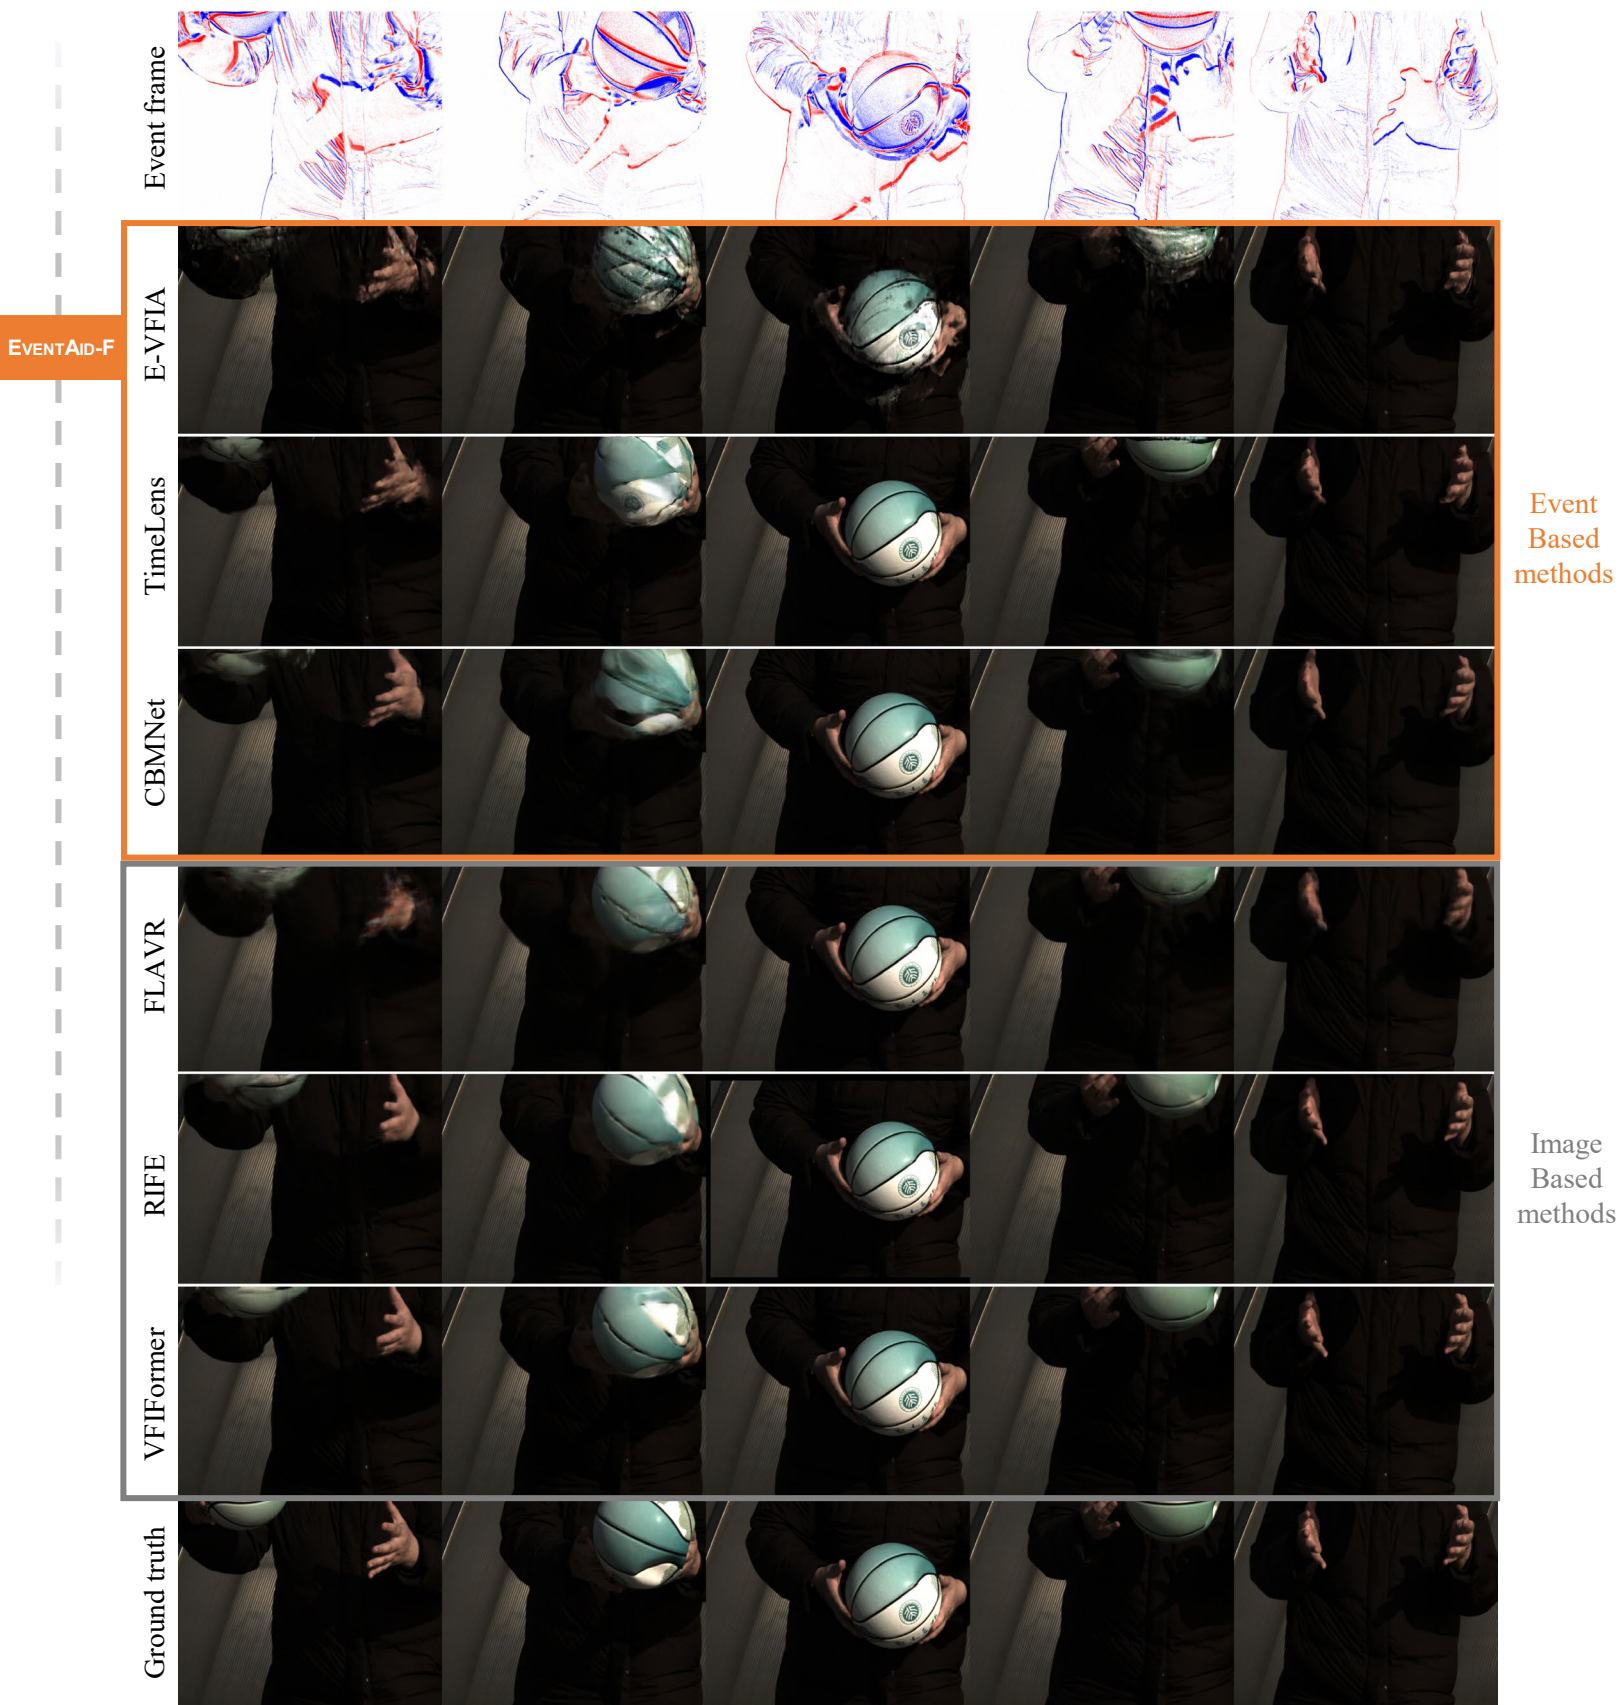 Event frame
EVENTAID-F
E-VFIA
TimeLens
CBMNet
Event
Based
methods
FLAVR
RIFE
VFIFormer
Image
Based
methods
Ground truth